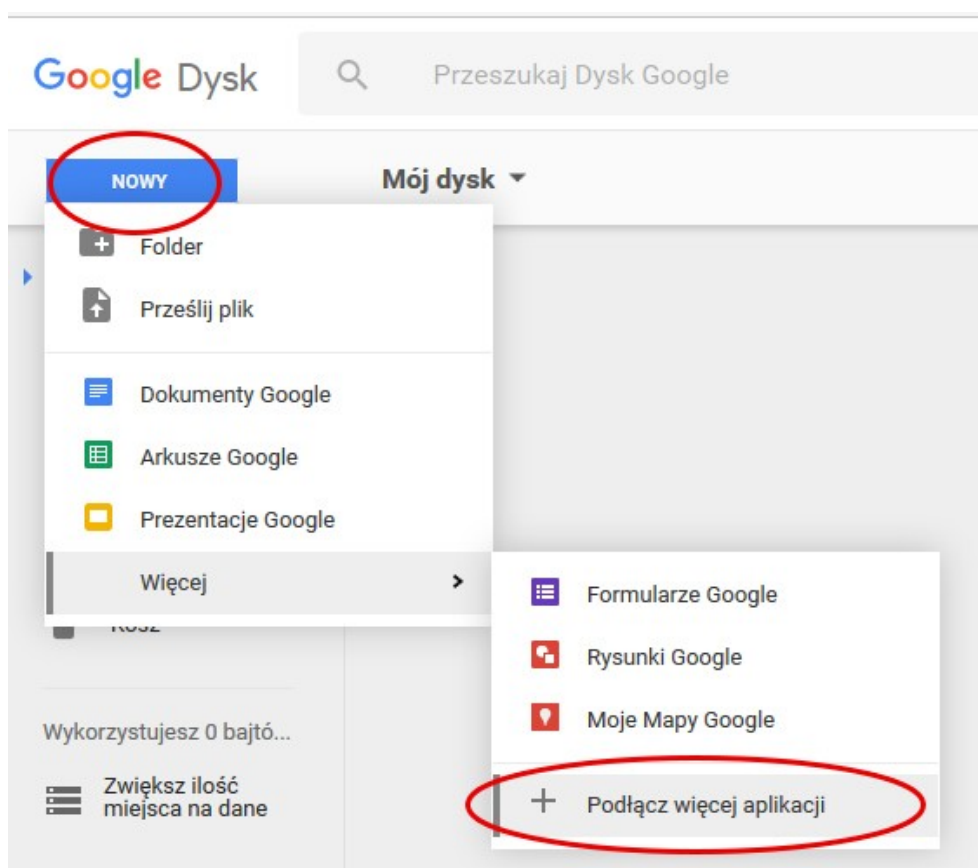 Google Dysk
Przeszukaj Dysk Google
NOWY
Mój dysk
Folder
Prześlij plik
Dokumenty Google
Arkusze Google
Prezentacje Google
Więcej
Formularze Google
Rysunki Google
Moje Mapy Google
Podłącz więcej aplikacji
Kosz
Wykorzystujesz 0 bajtó...
Zwiększ ilość
miejsca na dane